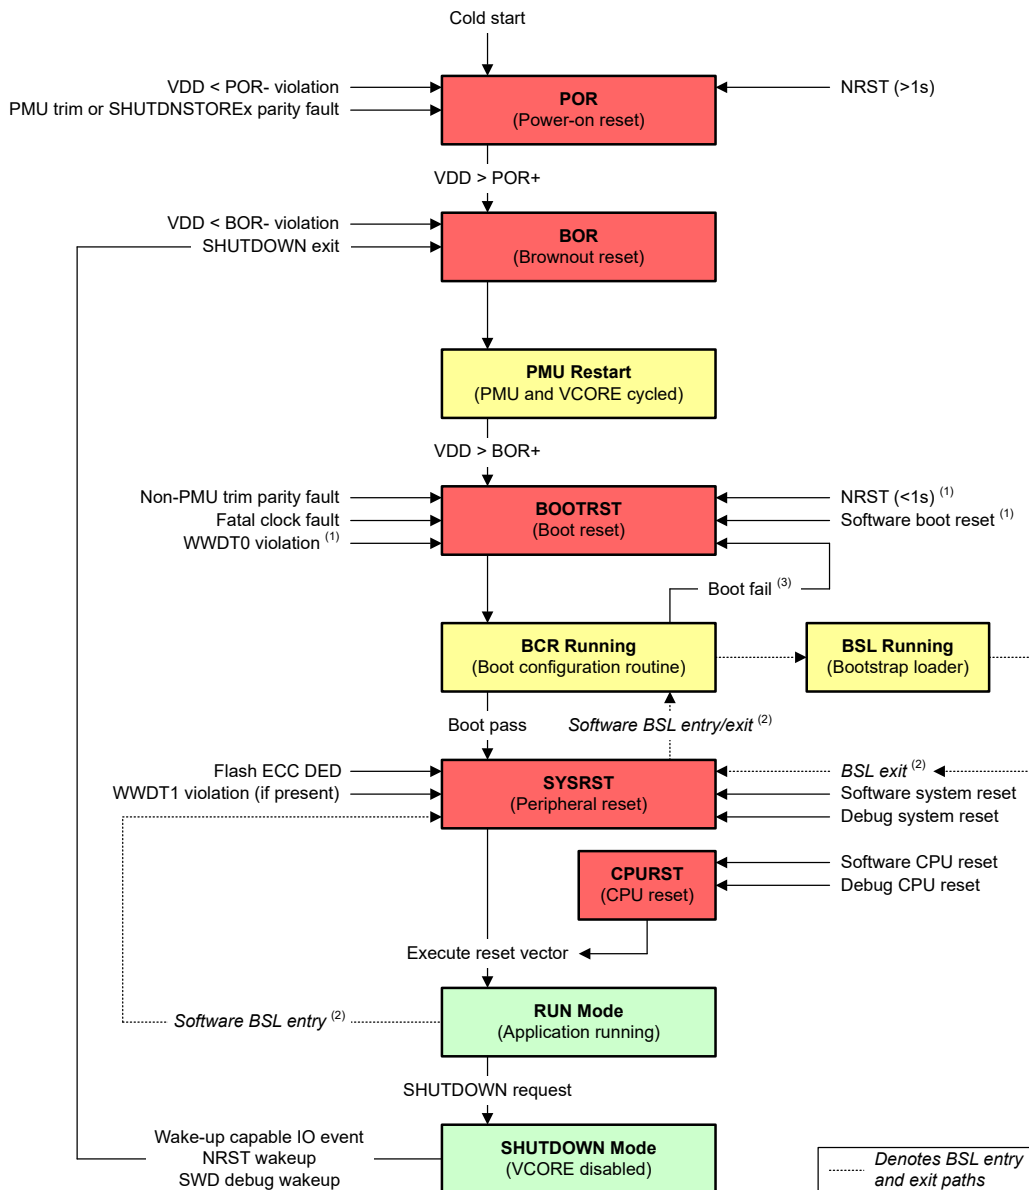 Cold start
VDD < POR- violation
PMU trim or SHUTDNSTOREx parity fault
POR
(Power-on reset)
NRST (>1s)
VDD > POR+
VDD < BOR- violation
SHUTDOWN exit
BOR
(Brownout reset)
PMU Restart
(PMU and VCORE cycled)
VDD > BOR+
Non-PMU trim parity fault
Fatal clock fault
WWDT0 violation (1)
BOOTRST
(Boot reset)
NRST (<1s) (1)
Software boot reset (1)
Boot fail (3)
BCR Running
(Boot configuration routine)
BSL Running
(Bootstrap loader)
Boot pass
Software BSL entry/exit (2)
Flash ECC DED
WWDT1 violation (if present)
SYSRST
(Peripheral reset)
BSL exit (2)
Software system reset
Debug system reset
CPURST
(CPU reset)
Software CPU reset
Debug CPU reset
Execute reset vector
RUN Mode
(Application running)
Software BSL entry (2)
SHUTDOWN request
Wake-up capable IO event
NRST wakeup
SWD debug wakeup
SHUTDOWN Mode
(VCORE disabled)
Denotes BSL entry
and exit paths